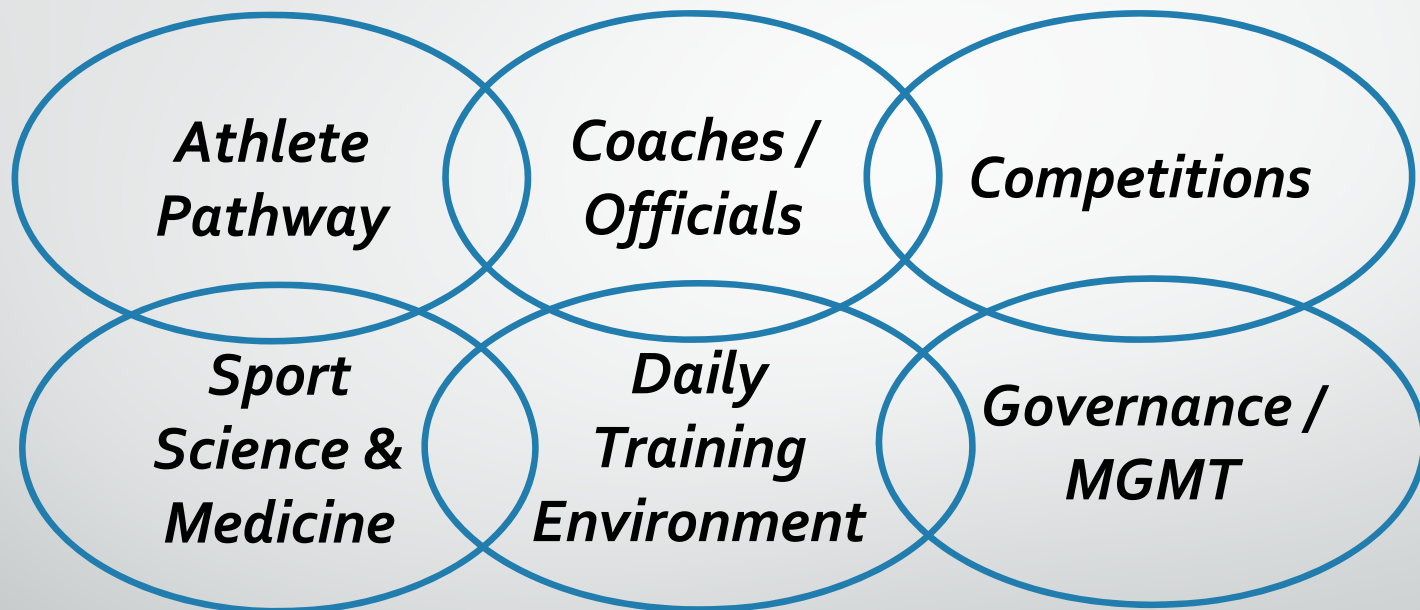 Athlete
Pathway
Coaches /
Officials
Competitions
Sport
Science &
Medicine
Daily
Training
Environment
Governance /
MGMT